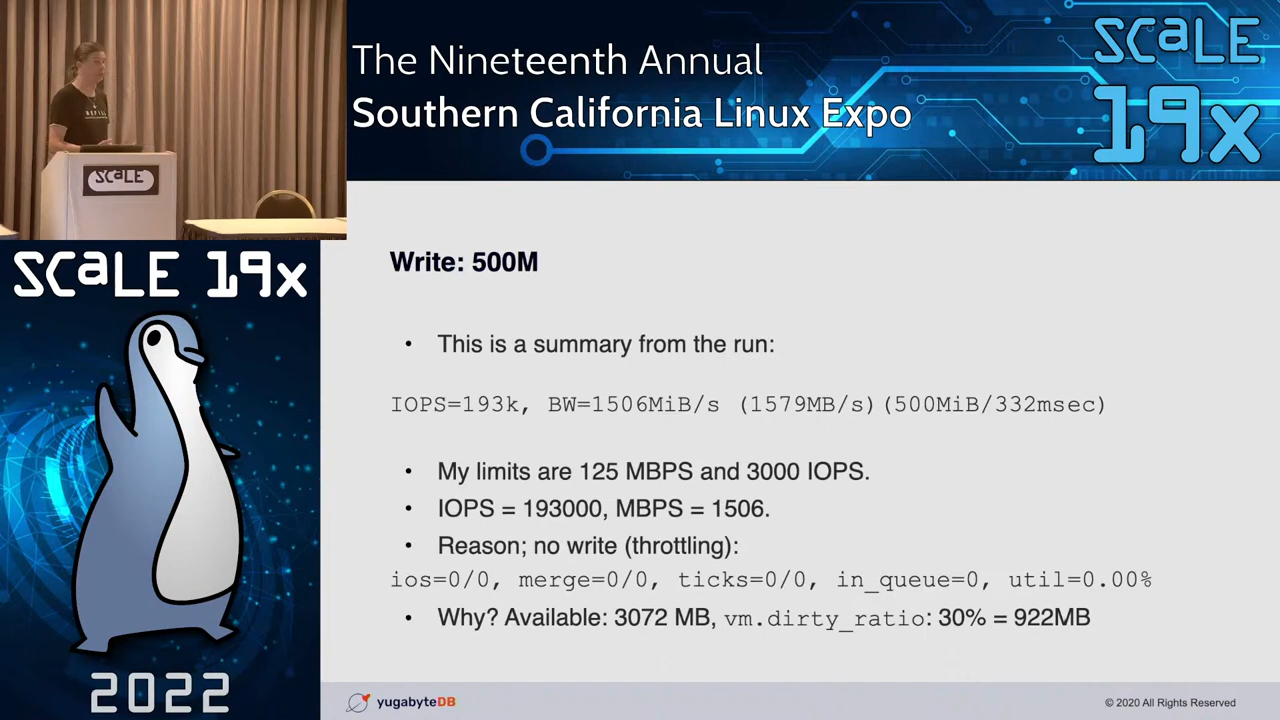 The Nineteenth Annual
Southern California Linux Expo
SCaLE
19x
SCaLE
SCaLE 19x
2022
Write: 500M
• This is a summary from the run:
IOPS=193k, BW=1506MiB/s (1579MB/s)(500MiB/332msec)
• My limits are 125 MBPS and 3000 IOPS.
• IOPS = 193000, MBPS = 1506.
• Reason; no write (throttling):
ios=0/0, merge=0/0, ticks=0/0, in_queue=0, util=0.00%
• Why? Available: 3072 MB, vm.dirty_ratio: 30% = 922MB
yugabyteDB
© 2020 All Rights Reserved